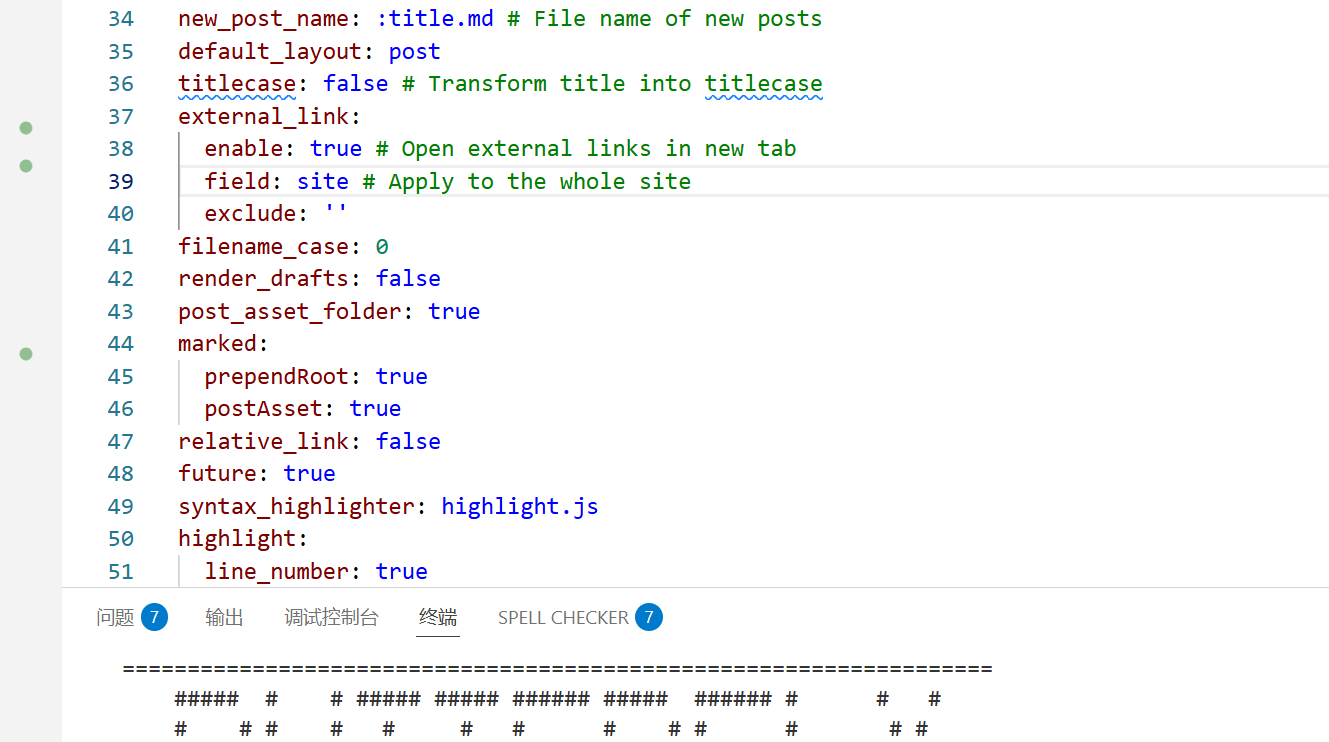 34 new_post_name: :title.md # File name of new posts
35 default_layout: post
36 titlecase: false # Transform title into titlecase
37 external_link:
38   enable: true # Open external links in new tab
39   field: site # Apply to the whole site
40   exclude: ''
41 filename_case: 0
42 render_drafts: false
43 post_asset_folder: true
44 marked:
45   prependRoot: true
46   postAsset: true
47 relative_link: false
48 future: true
49 syntax_highlighter: highlight.js
50 highlight:
51   line_number: true
问题 7 输出 调试控制台 终端 SPELL CHECKER 7
===================================================================
    #####  #    # ##### ##### ###### #####  ###### #      #   #
    #    # #    #   #     #   #      #    # #      #       # #